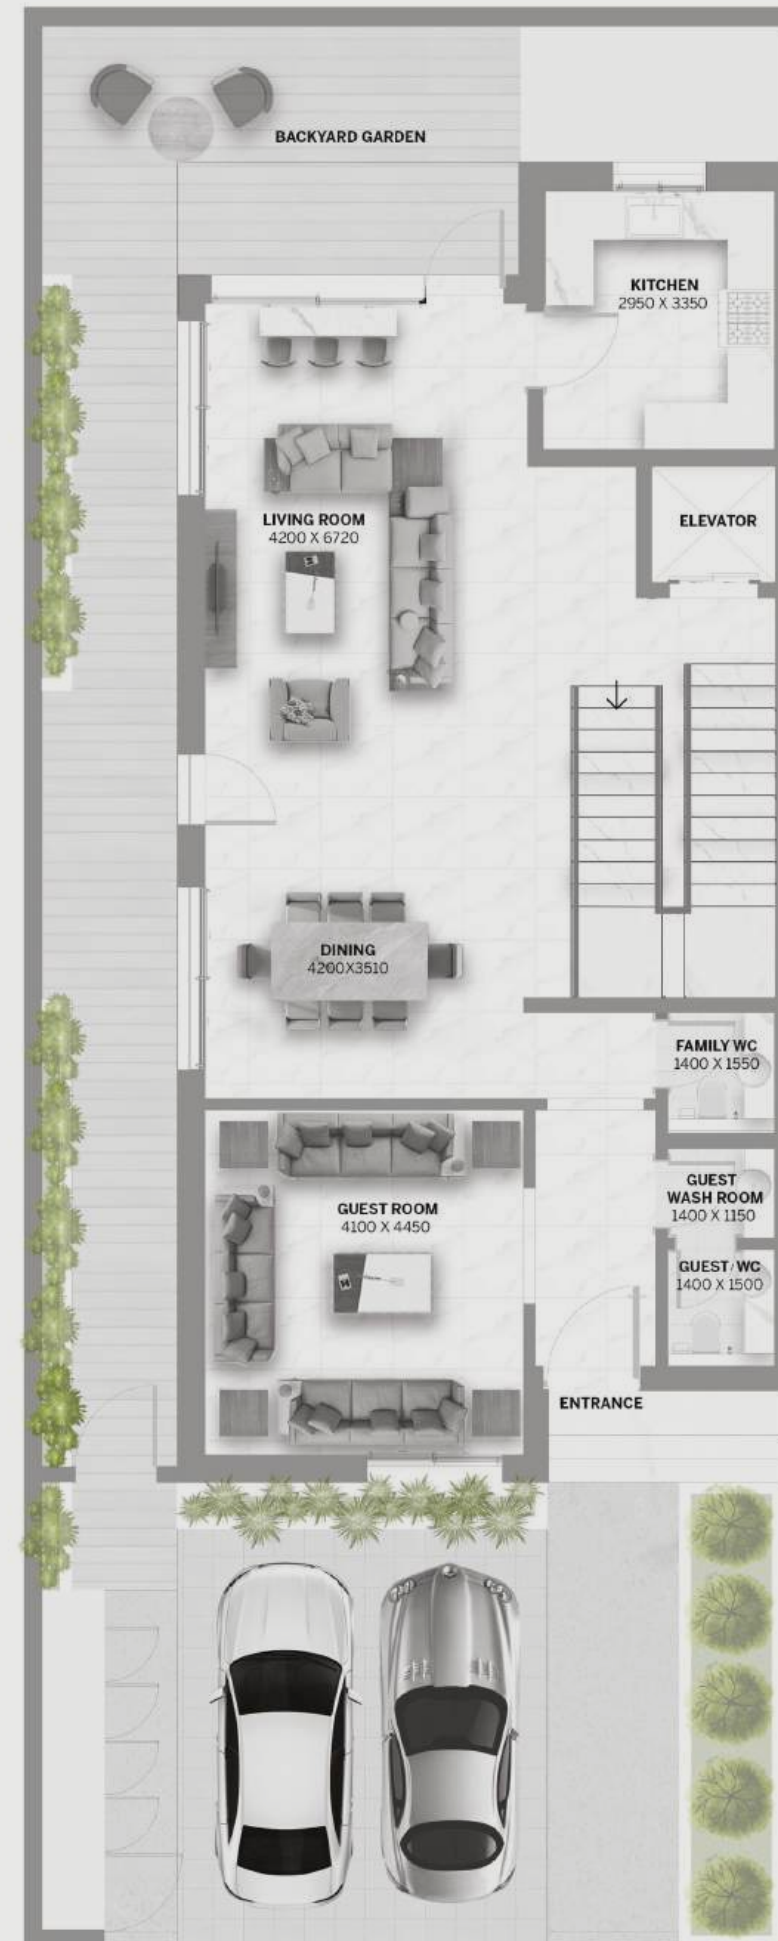 BACKYARD GARDEN
KITCHEN
2950 X 3350
LIVING ROOM
4200 X 6720
ELEVATOR
DINING
4200X3510
FAMILY WC
1400 X 1550
GUEST
WASH ROOM
1400 X 1150
GUEST ROOM
4100 X 4450
GUEST WC
1400 X 1500
ENTRANCE